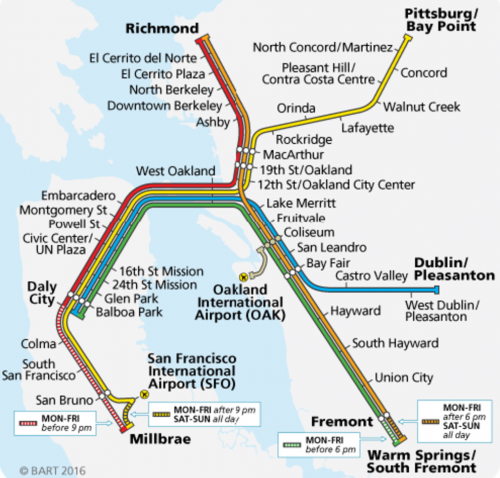 Richmond
El Cerrito del Norte
El Cerrito Plaza
North Berkeley
Downtown Berkeley
Ashby
Pittsburg/
Bay Point
North Concord/Martinez
Pleasant Hill/
Contra Costa Centre
Concord
Orinda
Walnut Creek
Lafayette
Rockridge
MacArthur
19th St/Oakland
12th St/Oakland City Center
West Oakland
Lake Merritt
Fruitvale
Coliseum
San Leandro
Bay Fair
Castro Valley
Dublin/
Pleasanton
West Dublin/
Pleasanton
Embarcadero
Montgomery St
Powell St
Civic Center/
UN Plaza
16th St Mission
24th St Mission
Glen Park
Balboa Park
Daly
City
Oakland
International
Airport (OAK)
Hayward
South Hayward
Union City
Colma
South
San Francisco
San Bruno
San Francisco
International
Airport (SFO)
MON-FRI
before 9 pm
MON-FRI after 9 pm
SAT-SUN all day
Millbrae
Fremont
MON-FRI
after 6 pm
SAT-SUN
all day
MON-FRI
before 6 pm
Warm Springs/
South Fremont
© BART 2016